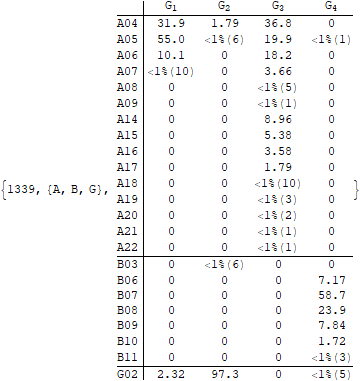 G1 G2 G3 G4
A04 31.9 1.79 36.8 0
A05 55.0 <1%(6) 19.9 <1%(1)
A06 10.1 0 18.2 0
A07 <1%(10) 0 3.66 0
A08 0 0 <1%(5) 0
A09 0 0 <1%(1) 0
A14 0 0 8.96 0
A15 0 0 5.38 0
A16 0 0 3.58 0
A17 0 0 1.79 0
{1339, {A, B, G}, A18 0 0 <1%(10) 0 }
A19 0 0 <1%(3) 0
A20 0 0 <1%(2) 0
A21 0 0 <1%(1) 0
A22 0 0 <1%(1) 0
B03 0 <1%(6) 0 0
B06 0 0 0 7.17
B07 0 0 0 58.7
B08 0 0 0 23.9
B09 0 0 0 7.84
B10 0 0 0 1.72
B11 0 0 0 <1%(3)
G02 2.32 97.3 0 <1%(5)